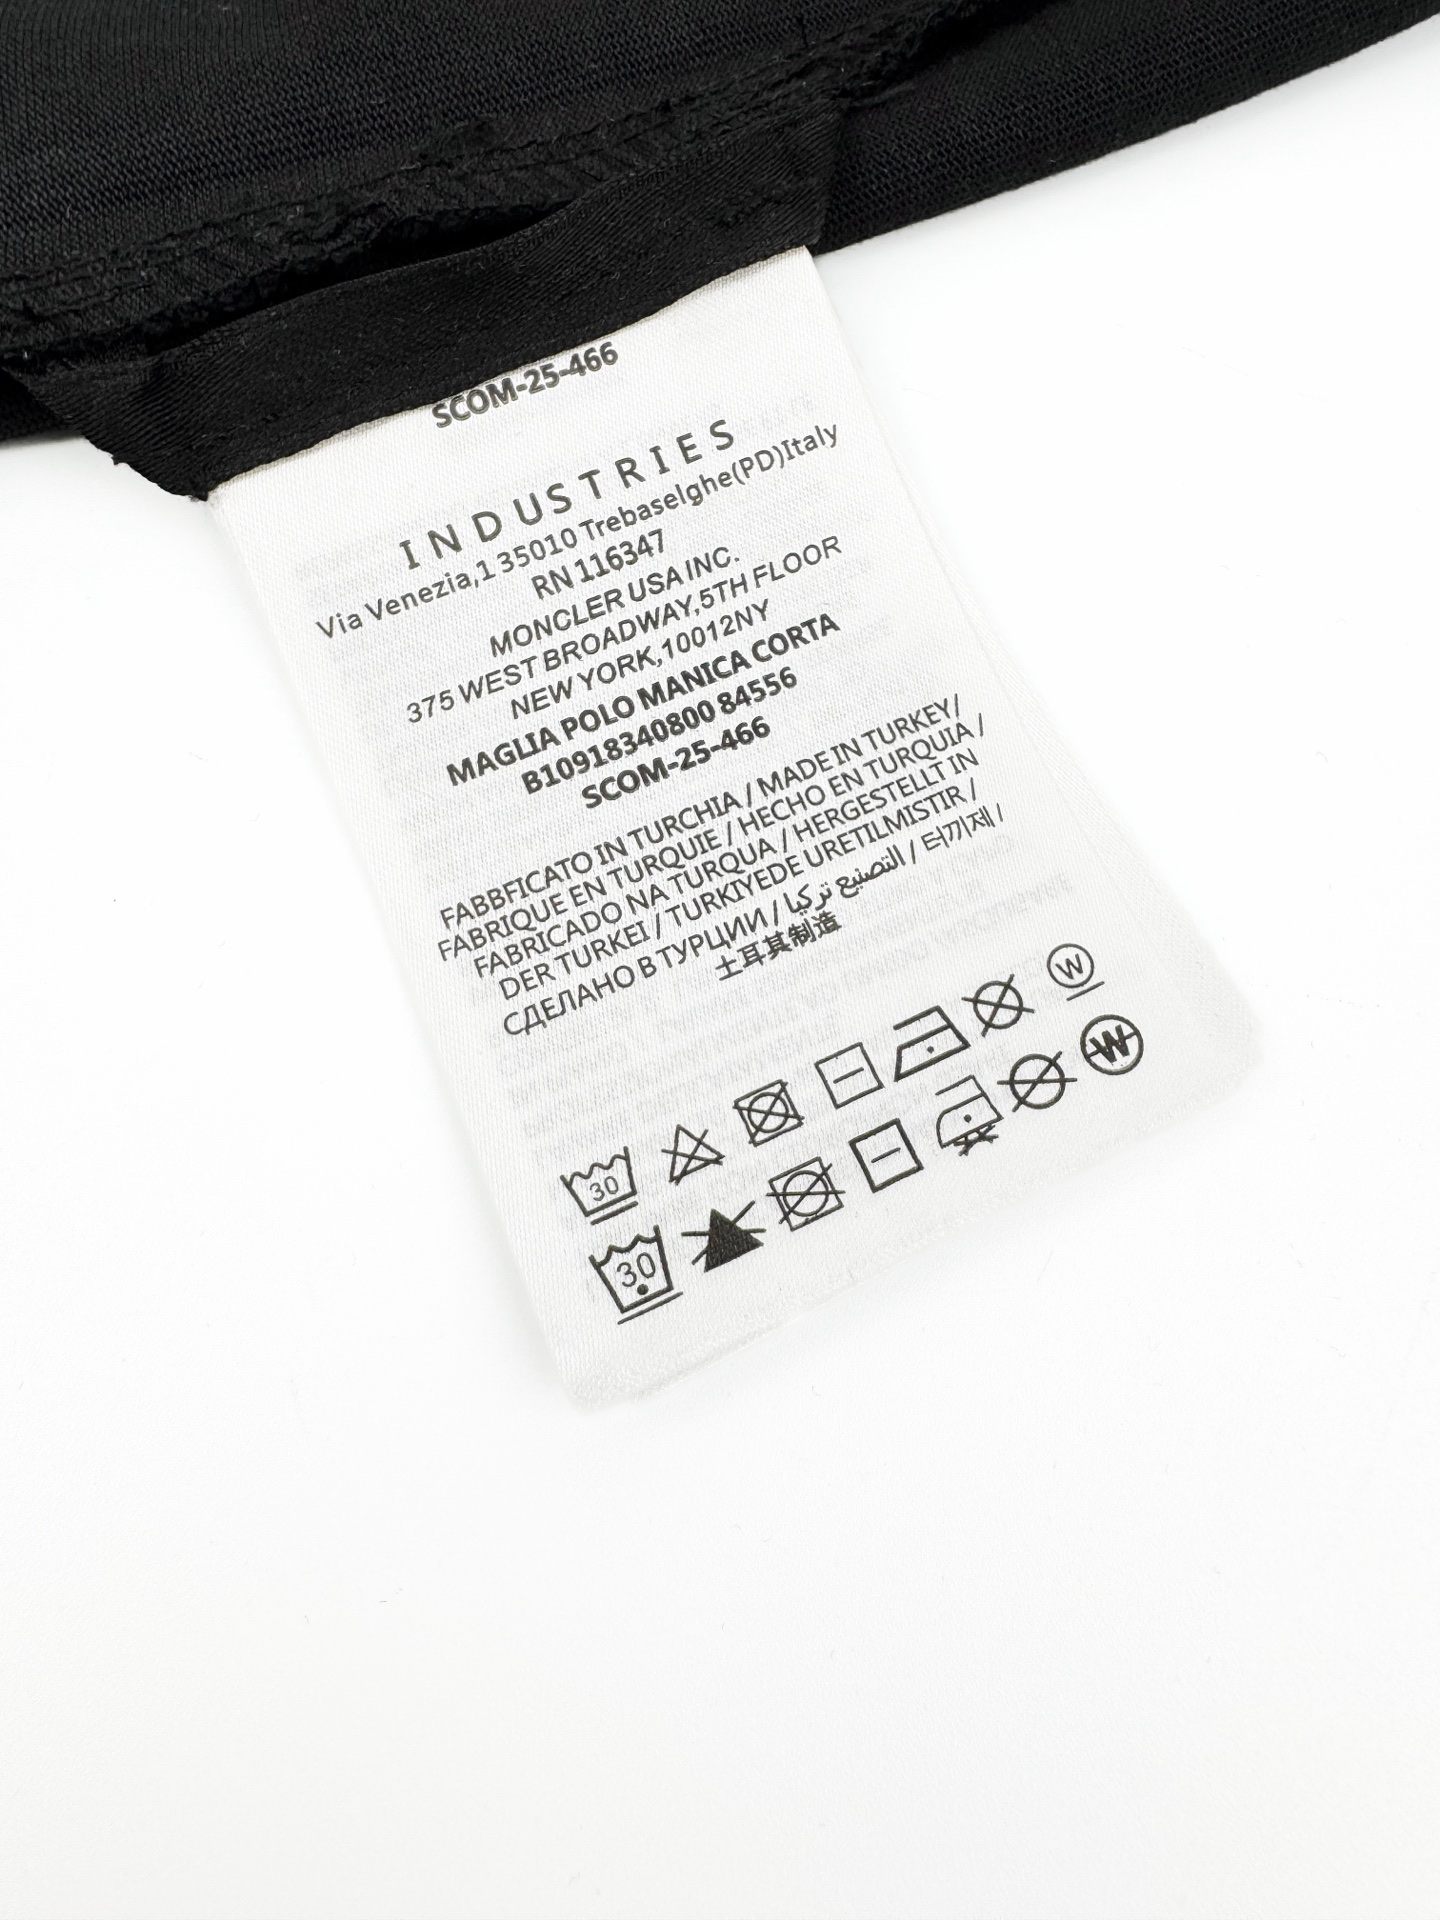 SCOM-25-466
INDUSTRIES
Via Venezia,1 35010 Trebaselghe(PD)Italy
RN 116347
MONCLER USA INC.
375 WEST BROADWAY,5TH FLOOR
NEW YORK,10012NY
MAGLIA POLO MANICA CORTA
B10918340800 84556
SCOM-25-466
FABBFICATO IN TURCHIA / MADE IN TURKEY/
FABRIQUE EN TURQUIE / HECHO EN TURQUIA /
FABRICADO NA TURQUA / HERGESTELLT IN
DER TURKEI / TURKIYEDE URETILMISTIR /
СДЕЛАНО В ТУРЦИИ / التصنيع تركيا / 터끼제 /
土耳其制造
30 W
30 W